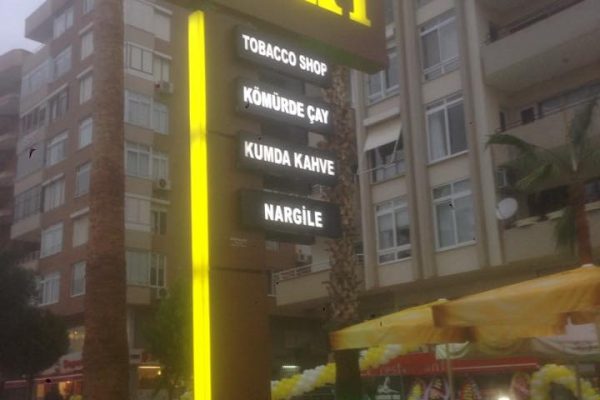 TOBACCO SHOP
KÖMÜRDE ÇAY
KUMDA KAHVE
NARGİLE